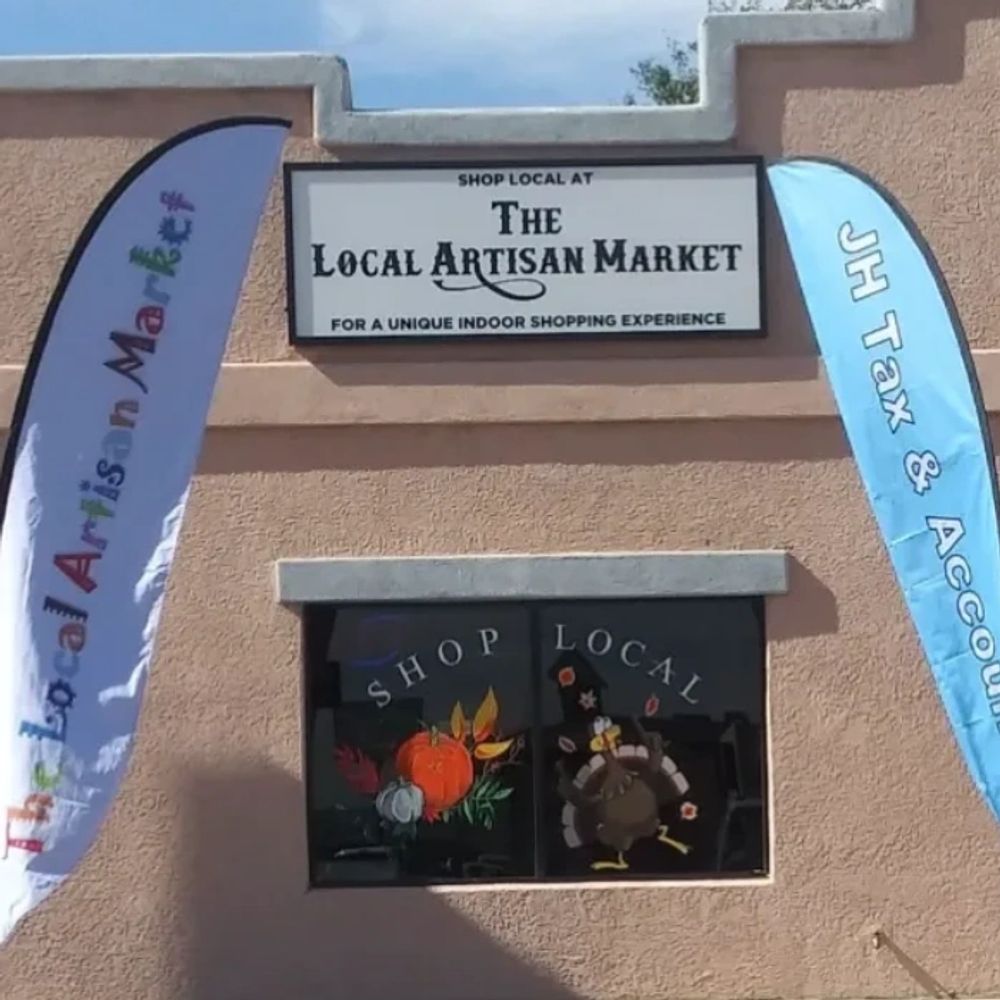 SHOP LOCAL AT
THE
LOCAL ARTISAN MARKET
FOR A UNIQUE INDOOR SHOPPING EXPERIENCE
The Local Artisan Market
JH Tax & Accoun
SHOP LOCAL